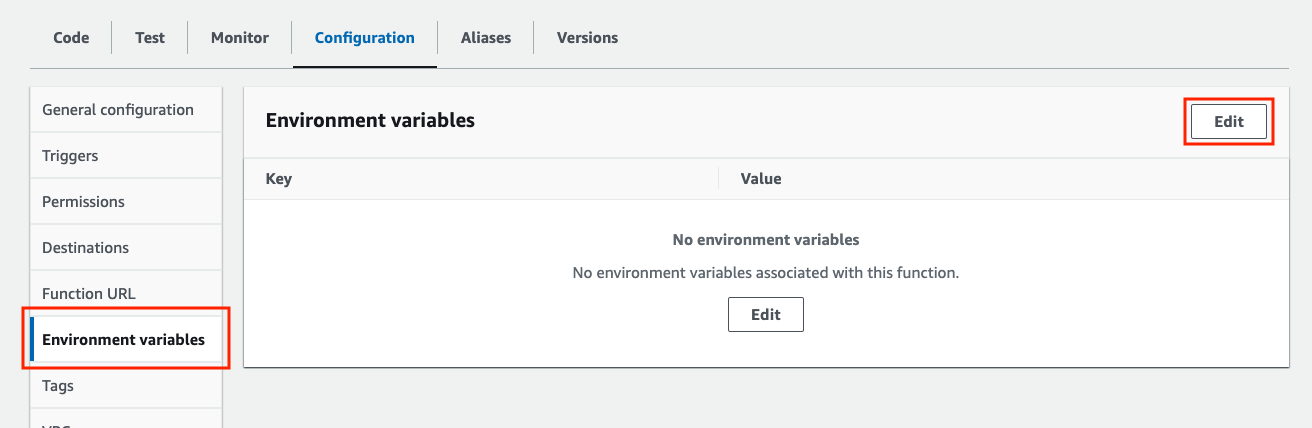 Code Test Monitor Configuration Aliases Versions
General configuration
Triggers
Permissions
Destinations
Function URL
Environment variables
Tags
Environment variables
Edit
Key Value
No environment variables
No environment variables associated with this function.
Edit